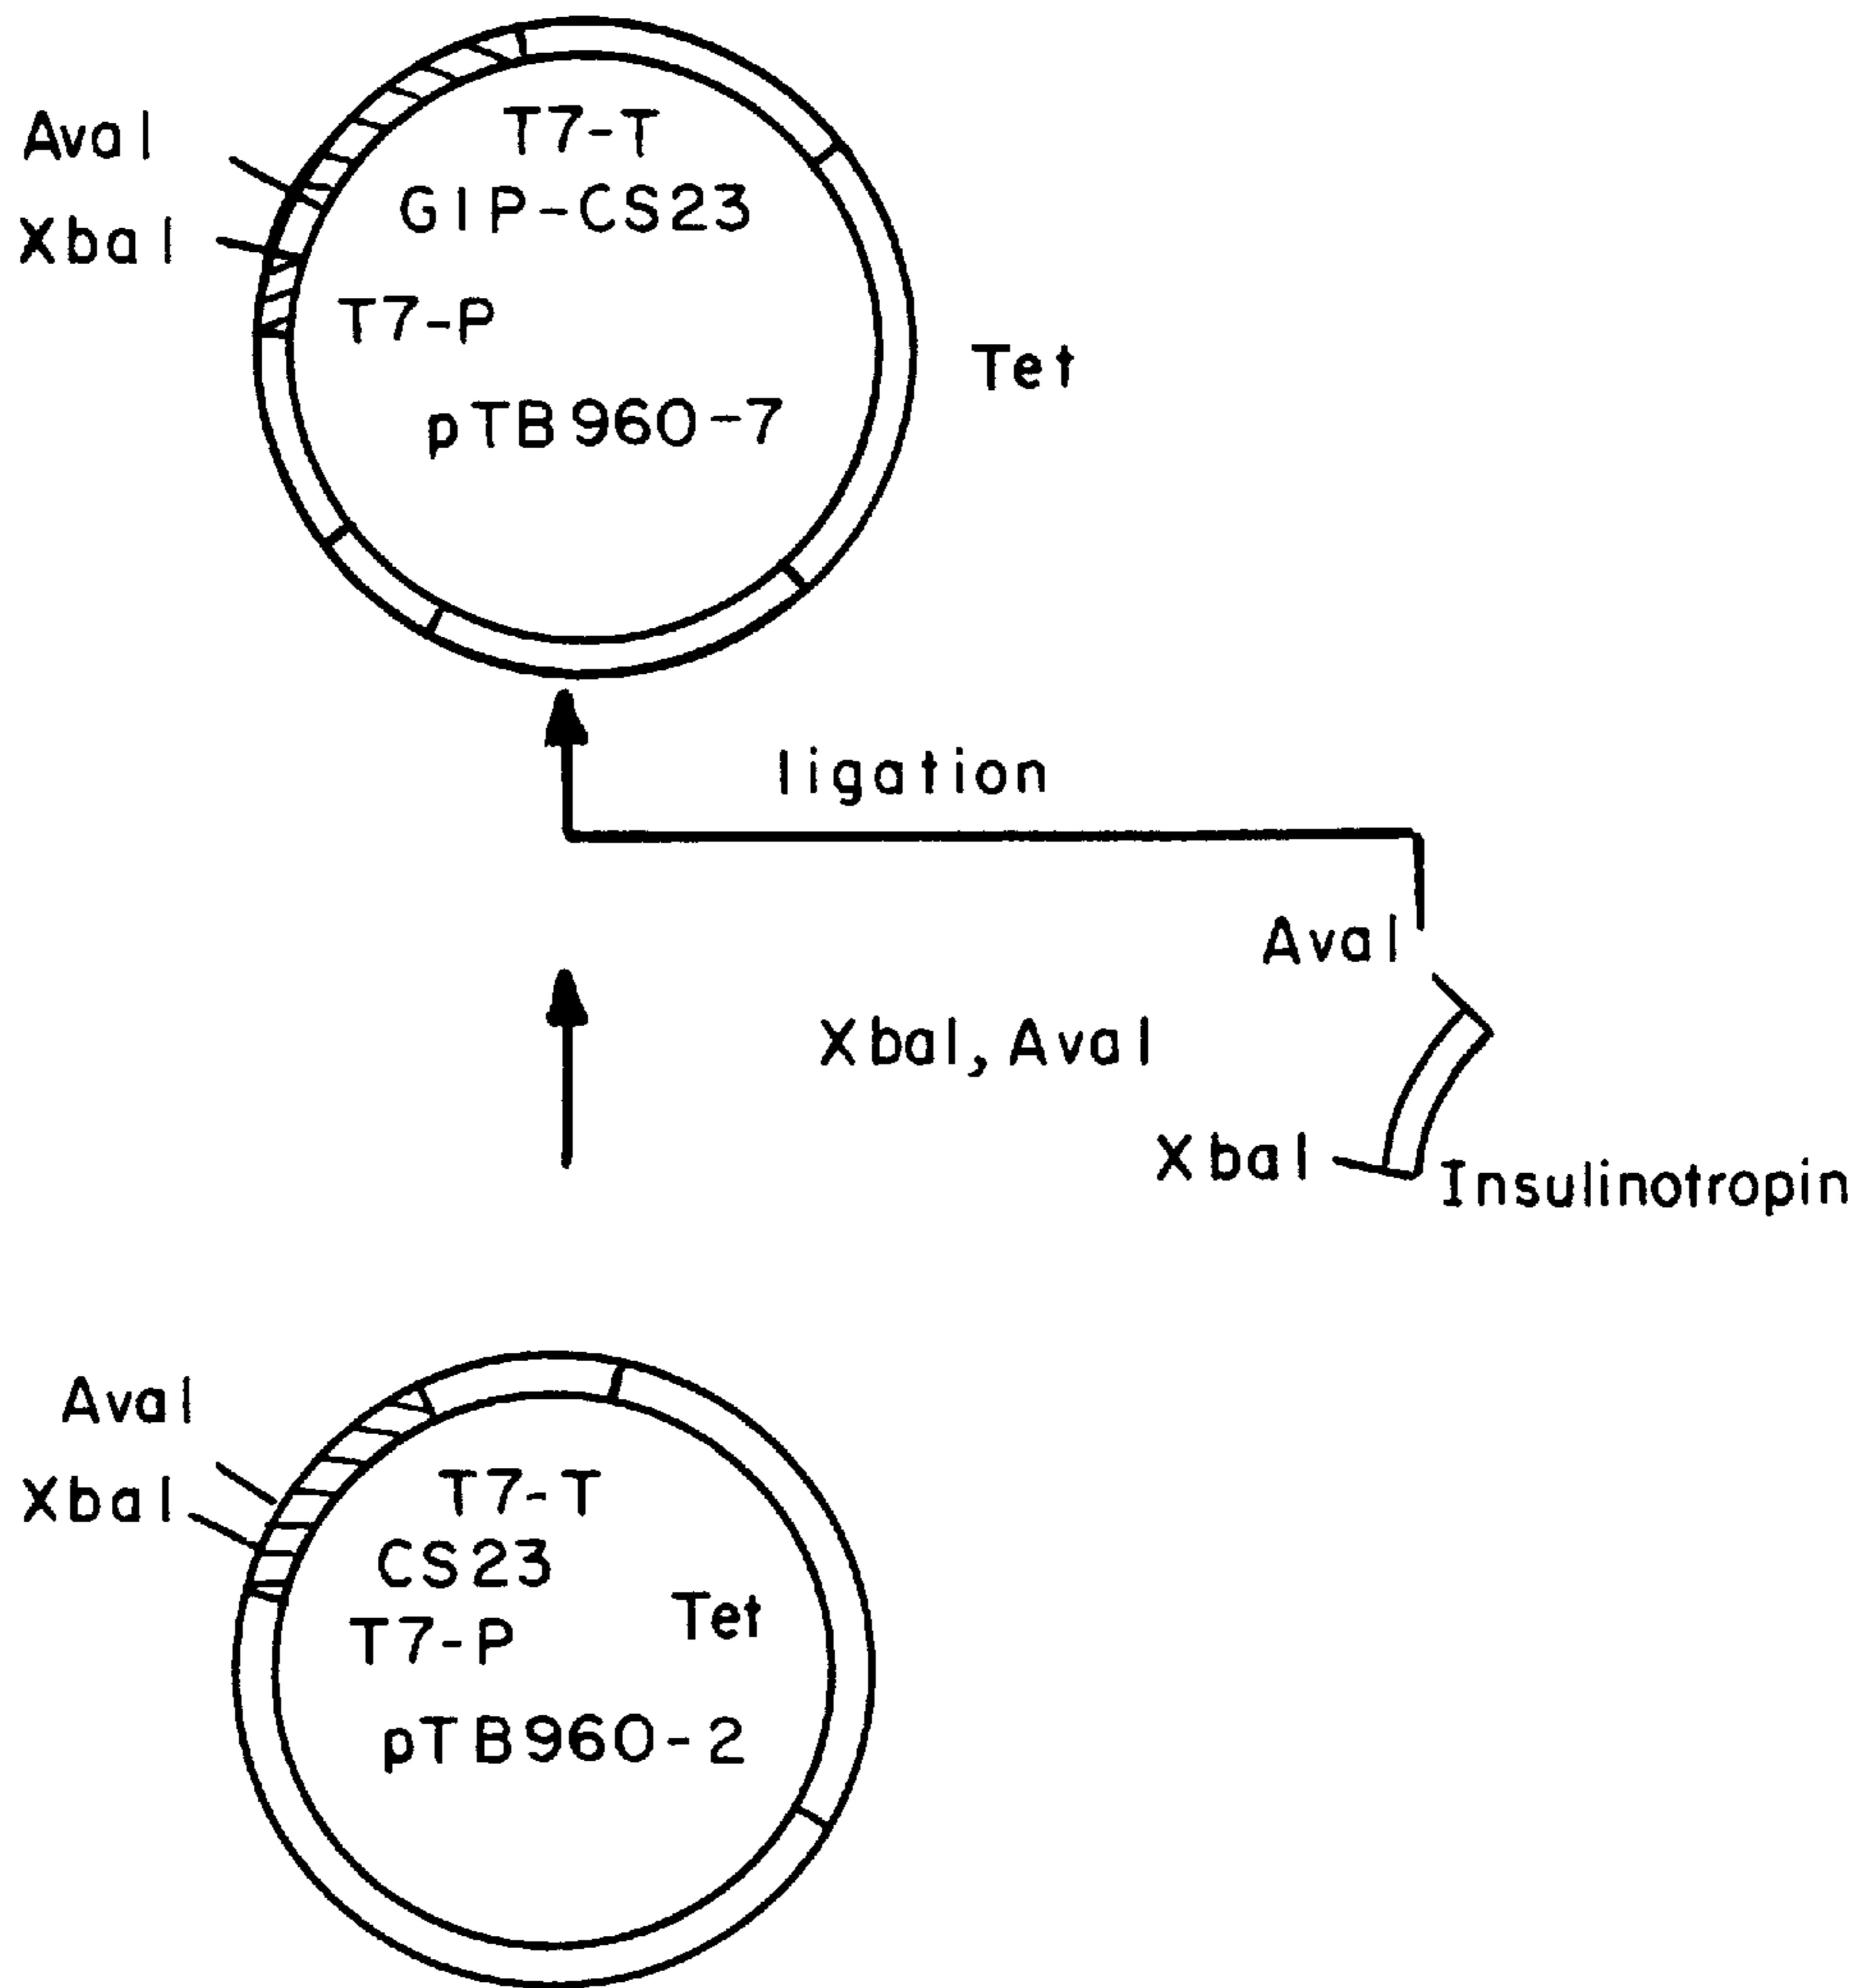 AvaI
XbaI
T7-T
GIP-CS23
T7-P
Tet
pTB960-7
ligation
AvaI
XbaI, AvaI
XbaI
Insulinotropin
AvaI
XbaI
T7-T
CS23
Tet
T7-P
pTB960-2